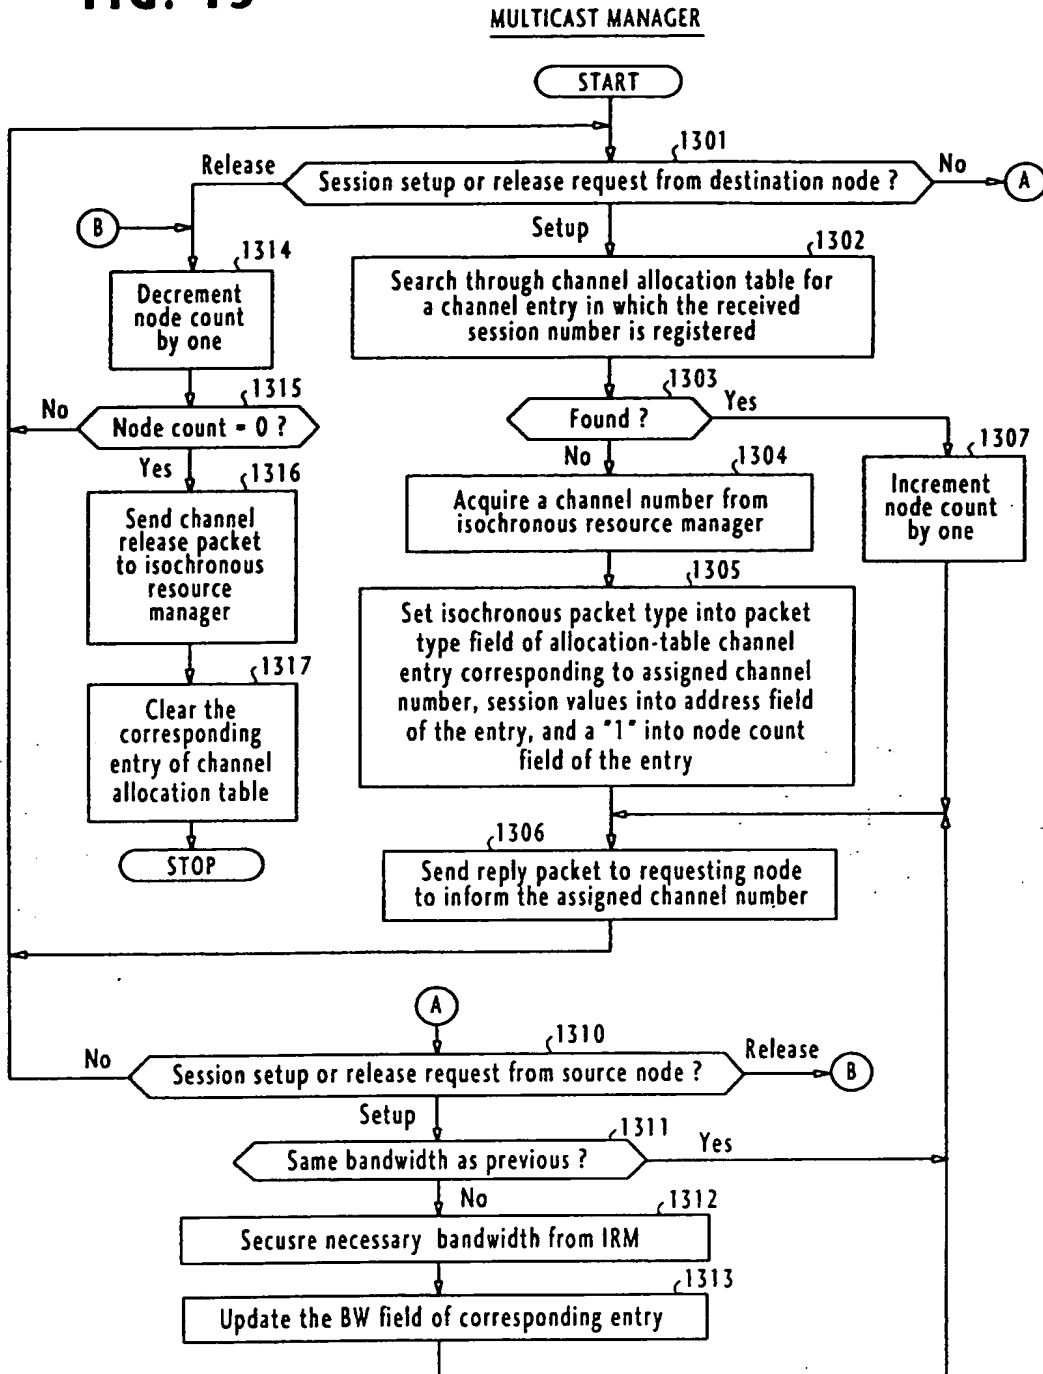 FIG. 13
MULTICAST MANAGER
START
1301
Release
Session setup or release request from destination node ?
No
A
B
Setup
1302
Search through channel allocation table for
a channel entry in which the received
session number is registered
1314
Decrement
node count
by one
1303
Found ?
Yes
No
1315
Node count = 0 ?
No
Yes
1304
Acquire a channel number from
isochronous resource manager
1307
Increment
node count
by one
1316
Send channel
release packet
to isochronous
resource
manager
1305
Set isochronous packet type into packet
type field of allocation-table channel
entry corresponding to assigned channel
number, session values into address field
of the entry, and a "1" into node count
field of the entry
1317
Clear the
corresponding
entry of channel
allocation table
STOP
1306
Send reply packet to requesting node
to inform the assigned channel number
A
1310
No
Session setup or release request from source node ?
Release
B
Setup
1311
Same bandwidth as previous ?
Yes
No
1312
Secusre necessary bandwidth from IRM
1313
Update the BW field of corresponding entry